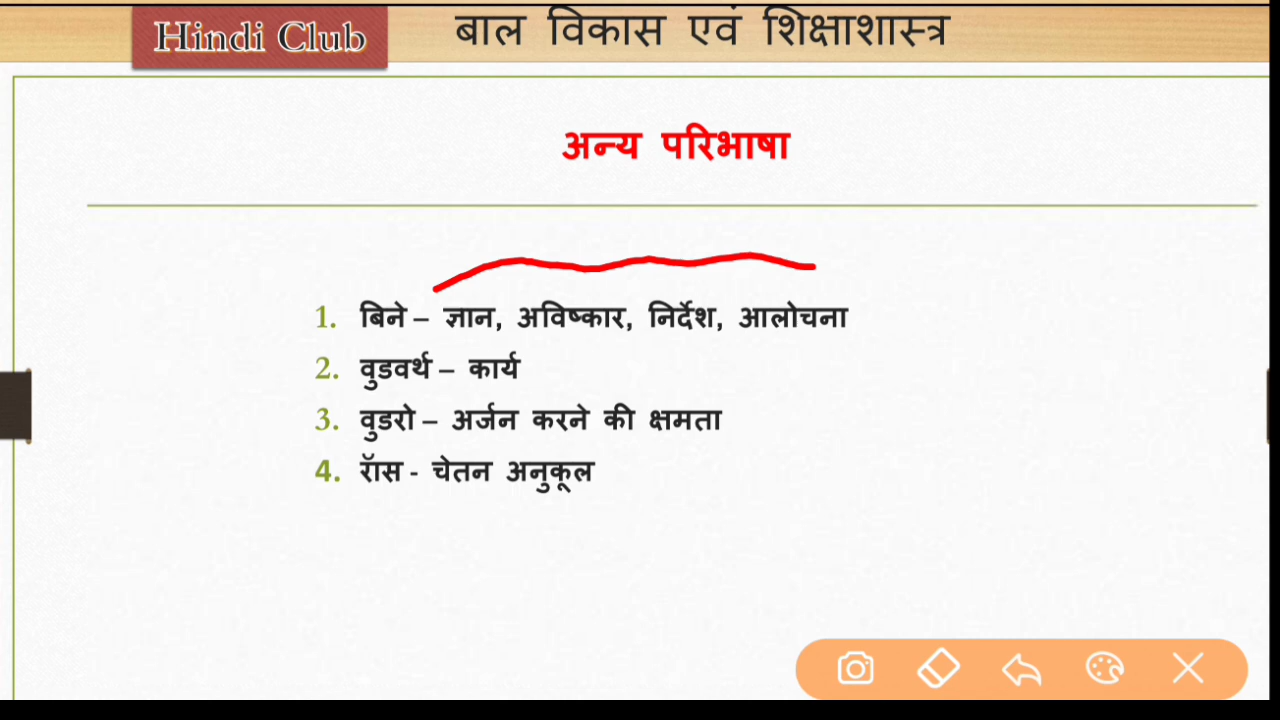 Hindi Club
बाल विकास एवं शिक्षाशास्त्र
अन्य परिभाषा
1. बिने – ज्ञान, अविष्कार, निर्देश, आलोचना
2. वुडवर्थ – कार्य
3. वुडरो – अर्जन करने की क्षमता
4. रॉस - चेतन अनुकूल